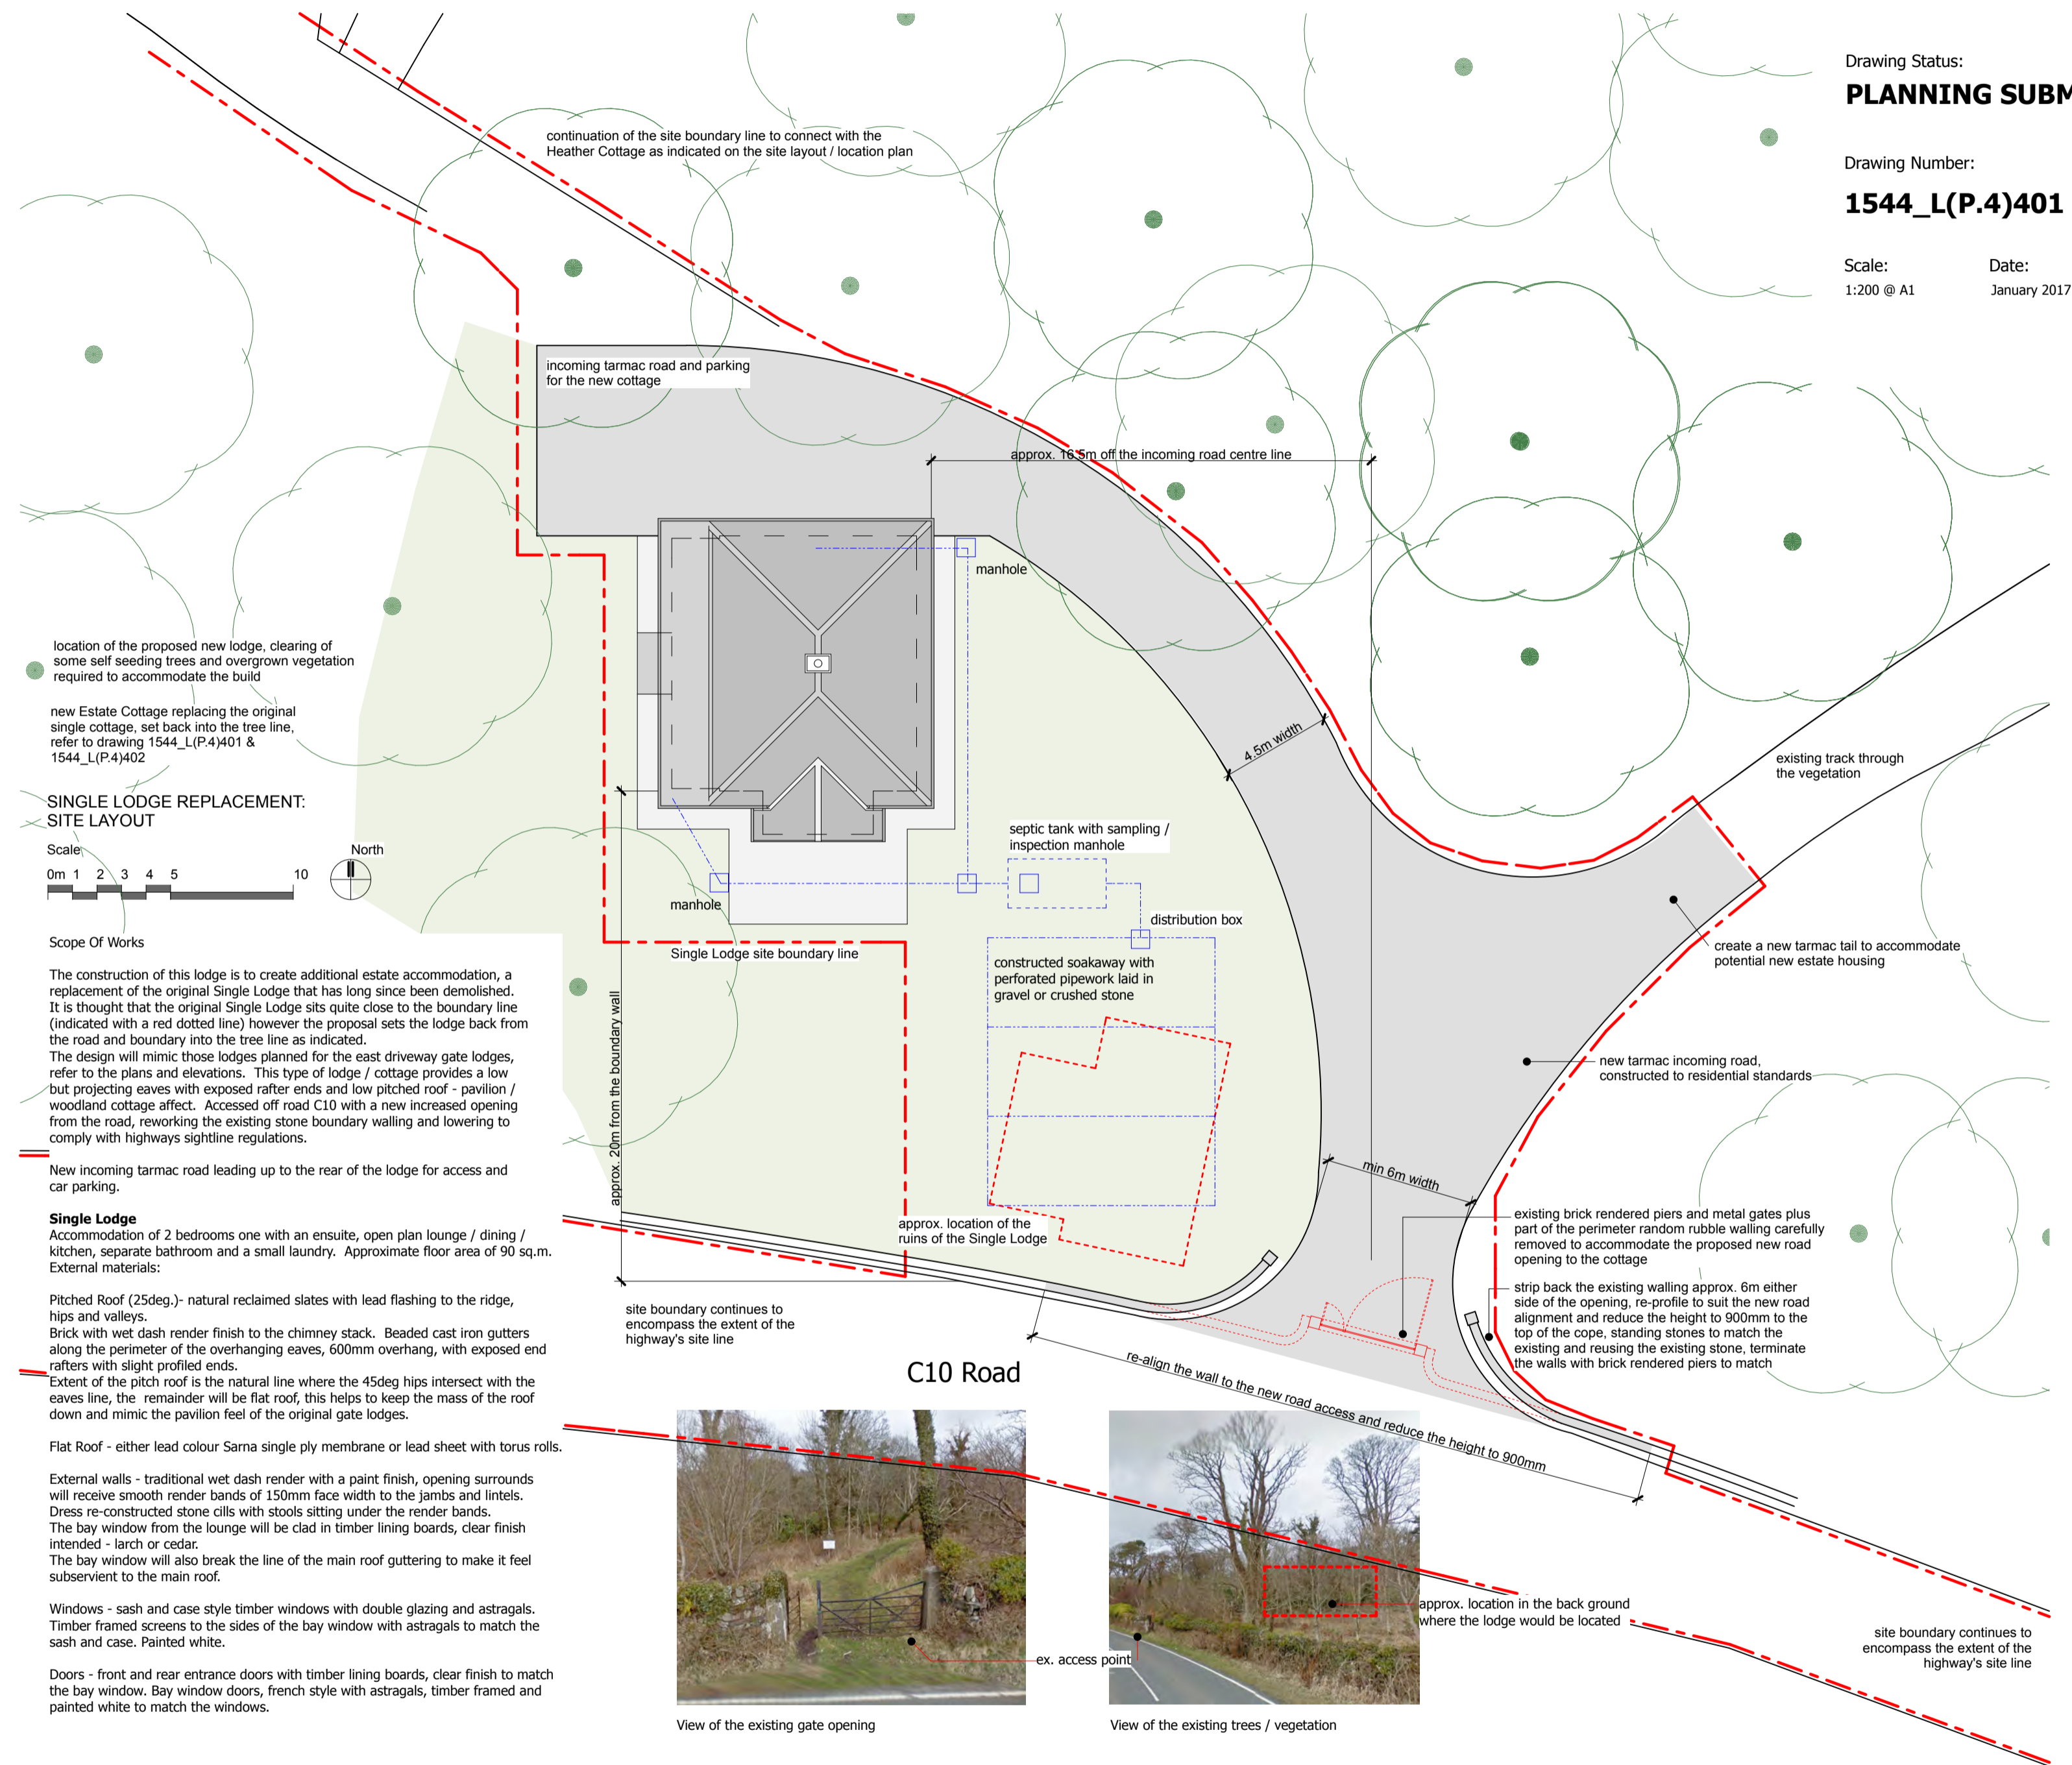 Drawing Status:
PLANNING SUBM
Drawing Number:
1544_L(P.4)401
Scale:
Date:
1:200 @ A1
January 2017
continuation of the site boundary line to connect with the
Heather Cottage as indicated on the site layout / location plan
incoming tarmac road and parking
for the new cottage
approx. 16.5m off the incoming road centre line
manhole
location of the proposed new lodge, clearing of
some self seeding trees and overgrown vegetation
required to accommodate the build
new Estate Cottage replacing the original
single cottage, set back into the tree line,
refer to drawing 1544_L(P.4)401 &
1544_L(P.4)402
4.5m width
existing track through
the vegetation
SINGLE LODGE REPLACEMENT:
SITE LAYOUT
Scale
North
0m 1 2 3 4 5 10
septic tank with sampling /
inspection manhole
manhole
distribution box
Single Lodge site boundary line
constructed soakaway with
perforated pipework laid in
gravel or crushed stone
create a new tarmac tail to accommodate
potential new estate housing
Scope Of Works
The construction of this lodge is to create additional estate accommodation, a
replacement of the original Single Lodge that has long since been demolished.
It is thought that the original Single Lodge sits quite close to the boundary line
(indicated with a red dotted line) however the proposal sets the lodge back from
the road and boundary into the tree line as indicated.
The design will mimic those lodges planned for the east driveway gate lodges,
refer to the plans and elevations.  This type of lodge / cottage provides a low
but projecting eaves with exposed rafter ends and low pitched roof - pavilion /
woodland cottage affect.  Accessed off road C10 with a new increased opening
from the road, reworking the existing stone boundary walling and lowering to
comply with highways sightline regulations.
New incoming tarmac road leading up to the rear of the lodge for access and
car parking.
Single Lodge
Accommodation of 2 bedrooms one with an ensuite, open plan lounge / dining /
kitchen, separate bathroom and a small laundry.  Approximate floor area of 90 sq.m.
External materials:
Pitched Roof (25deg.)- natural reclaimed slates with lead flashing to the ridge,
hips and valleys.
Brick with wet dash render finish to the chimney stack.  Beaded cast iron gutters
along the perimeter of the overhanging eaves, 600mm overhang, with exposed end
rafters with slight profiled ends.
Extent of the pitch roof is the natural line where the 45deg hips intersect with the
eaves line, the  remainder will be flat roof, this helps to keep the mass of the roof
down and mimic the pavilion feel of the original gate lodges.
Flat Roof - either lead colour Sarna single ply membrane or lead sheet with torus rolls.
External walls - traditional wet dash render with a paint finish, opening surrounds
will receive smooth render bands of 150mm face width to the jambs and lintels.
Dress re-constructed stone cills with stools sitting under the render bands.
The bay window from the lounge will be clad in timber lining boards, clear finish
intended - larch or cedar.
The bay window will also break the line of the main roof guttering to make it feel
subservient to the main roof.
Windows - sash and case style timber windows with double glazing and astragals.
Timber framed screens to the sides of the bay window with astragals to match the
sash and case. Painted white.
Doors - front and rear entrance doors with timber lining boards, clear finish to match
the bay window. Bay window doors, french style with astragals, timber framed and
painted white to match the windows.
approx. 20m from the boundary wall
new tarmac incoming road,
constructed to residential standards
min 6m width
approx. location of the
ruins of the Single Lodge
existing brick rendered piers and metal gates plus
part of the perimeter random rubble walling carefully
removed to accommodate the proposed new road
opening to the cottage
strip back the existing walling approx. 6m either
side of the opening, re-profile to suit the new road
alignment and reduce the height to 900mm to the
top of the cope, standing stones to match the
existing and reusing the existing stone, terminate
the walls with brick rendered piers to match
site boundary continues to
encompass the extent of the
highway's site line
C10 Road
re-align the wall to the new road access and reduce the height to 900mm
approx. location in the back ground
where the lodge would be located
ex. access point
site boundary continues to
encompass the extent of the
highway's site line
View of the existing gate opening
View of the existing trees / vegetation